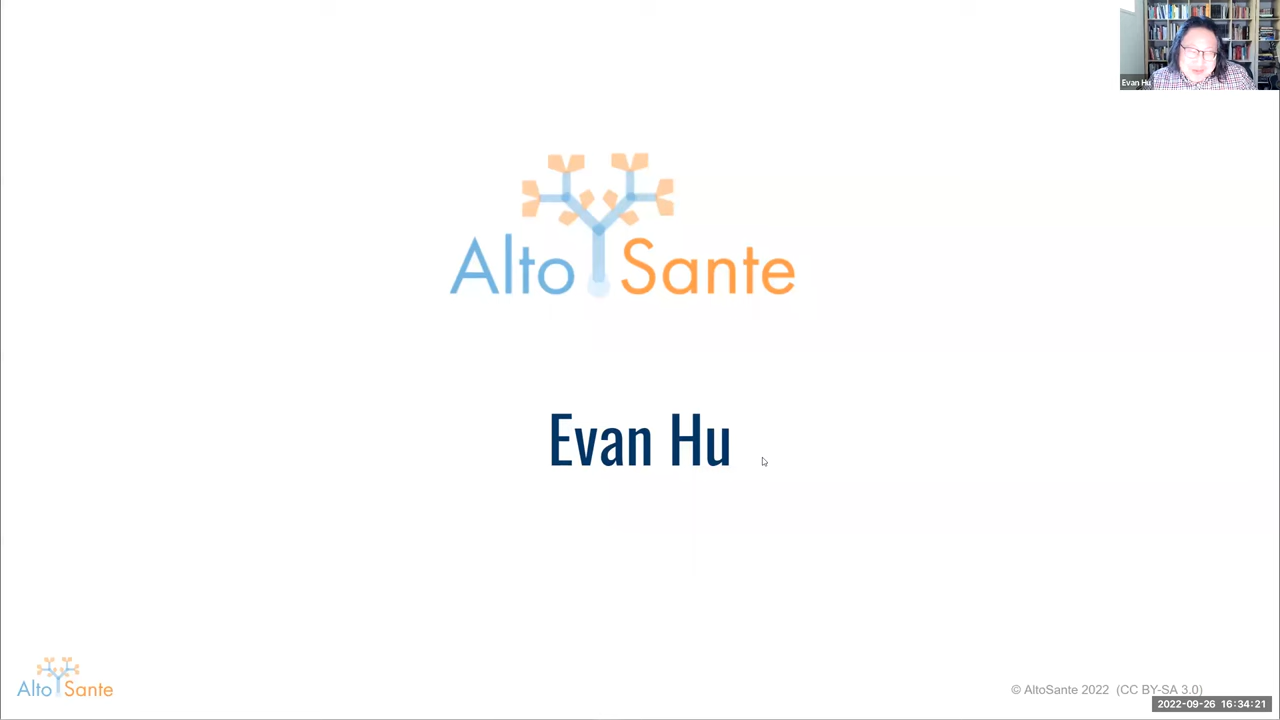 Evan Hu
Alto Sante
Evan Hu
Alto Sante
© AltoSante 2022 (CC BY-SA 3.0)
2022-09-26 16:34:21